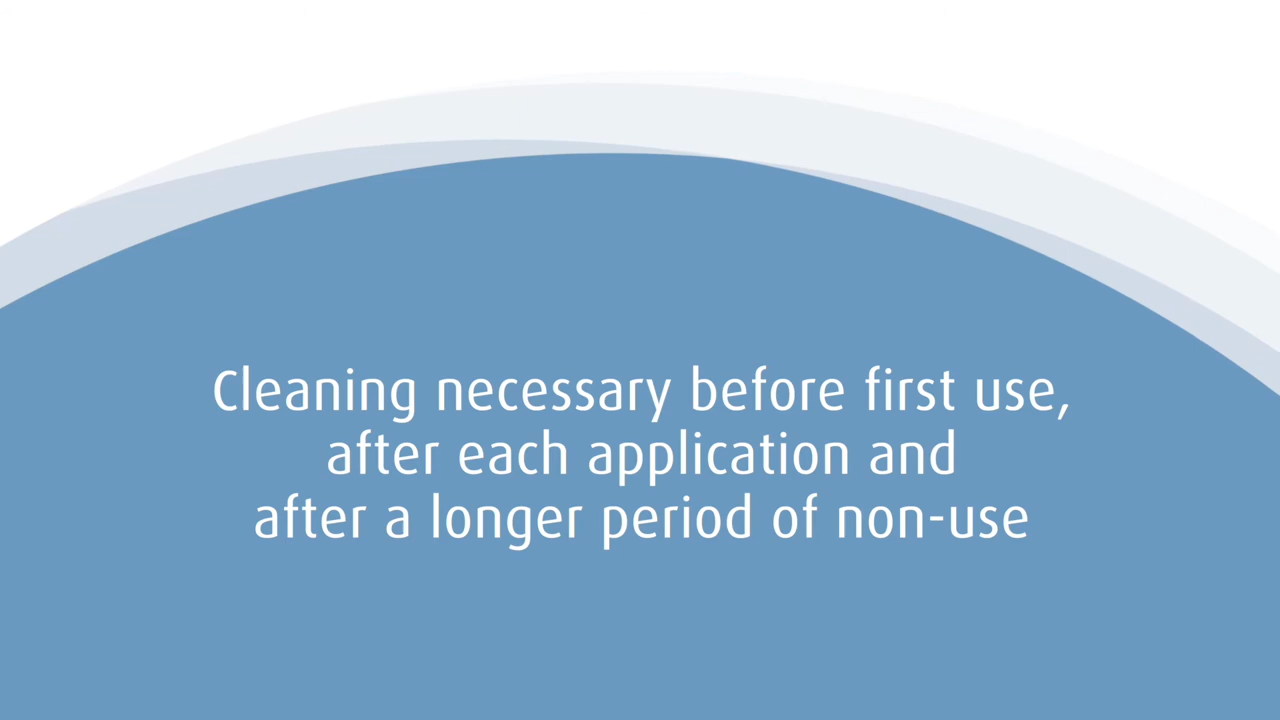 Cleaning necessary before first use,
after each application and
after a longer period of non-use